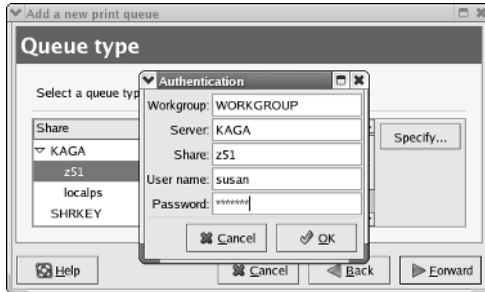 Add a new print queue
Queue type
Select a queue typ
Authentication
Workgroup: WORKGROUP
Server: KAGA
Share: z51
User name: susan
Password: *******
Cancel OK
Share
KAGA
z51
localps
SHRKEY
Specify...
Help Cancel Back Forward